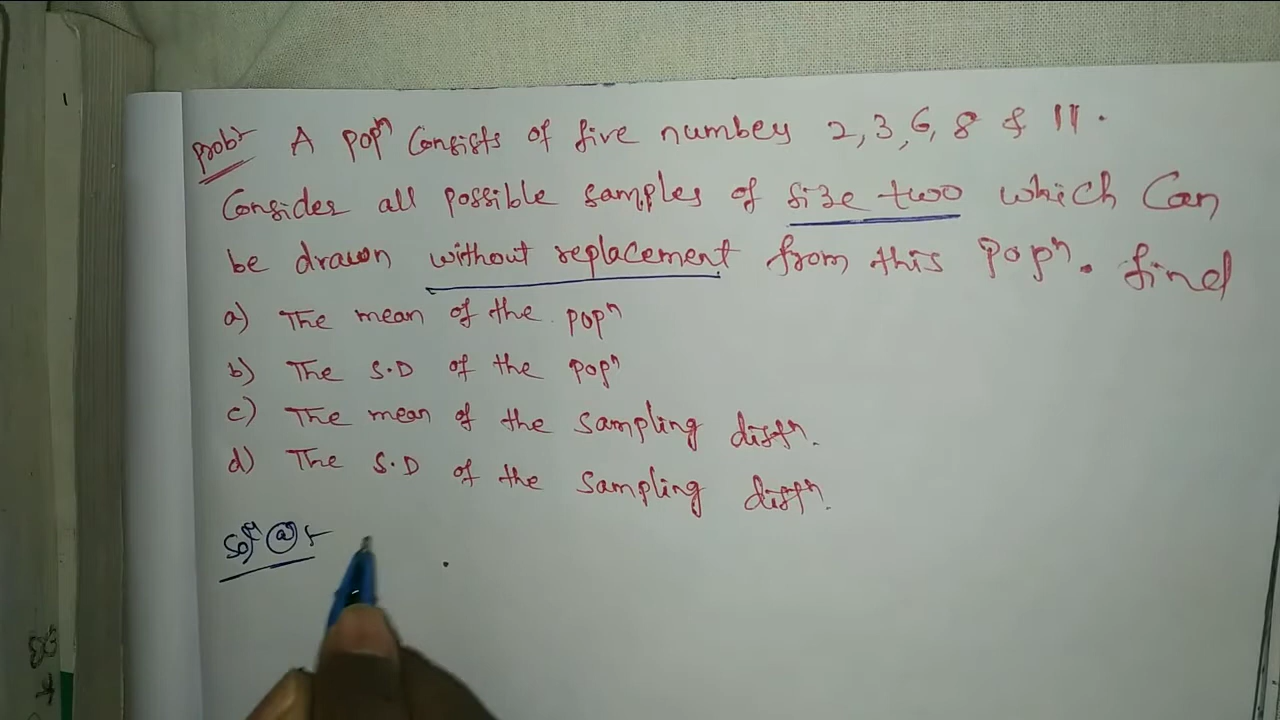 Prob:- A popⁿ Consists of five numbers 2, 3, 6, 8 & 11.
Consider all possible samples of size two which Can
be drawn without replacement from this popⁿ. find
a) The mean of the popⁿ
b) The S.D of the popⁿ
c) The mean of the sampling distⁿ.
d) The S.D of the sampling distⁿ.
Solⁿ (a) :-